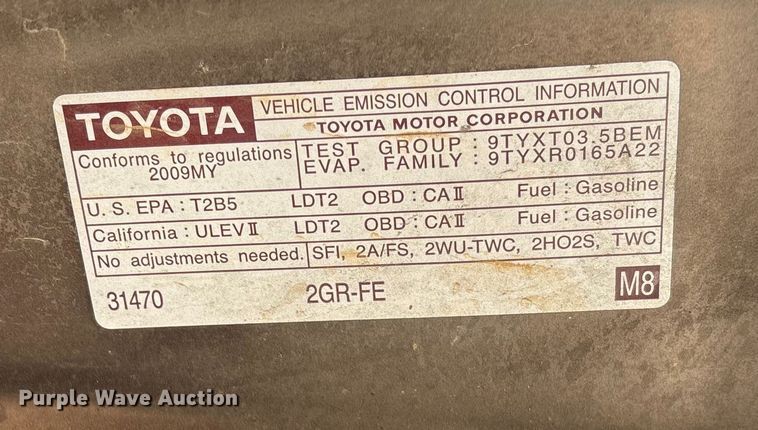 TOYOTA
VEHICLE EMISSION CONTROL INFORMATION
TOYOTA MOTOR CORPORATION
Conforms to regulations
2009MY
TEST GROUP : 9TYXT03.5BEM
EVAP. FAMILY : 9TYXR0165A22
U.S. EPA : T2B5 LDT2 OBD : CAⅡ Fuel : Gasoline
California : ULEVⅡ LDT2 OBD : CAⅡ Fuel : Gasoline
No adjustments needed. SFI, 2A/FS, 2WU-TWC, 2HO2S, TWC
31470 2GR-FE M8
Purple Wave Auction